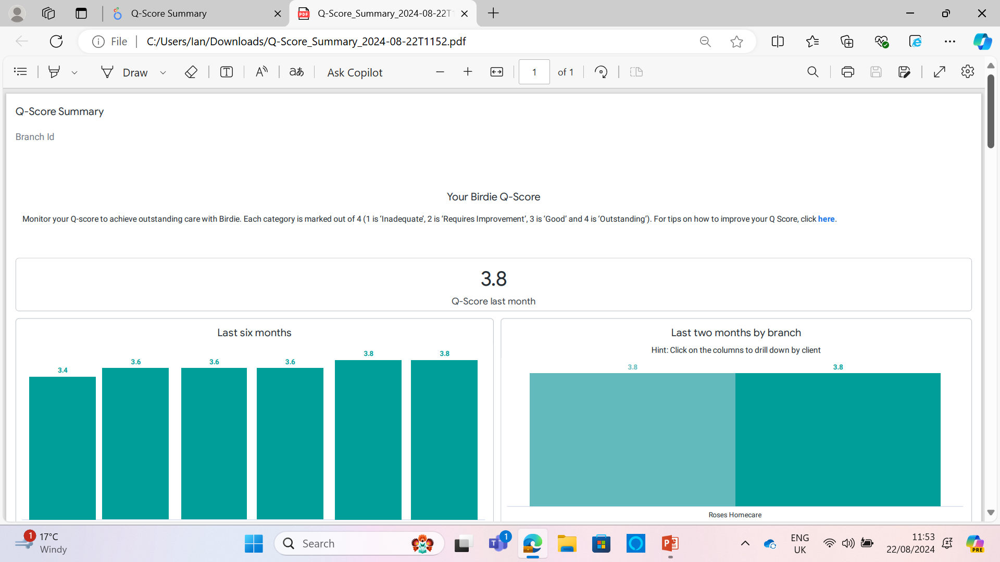 Q-Score Summary
Q-Score_Summary_2024-08-22T1
File
C:/Users/Ian/Downloads/Q-Score_Summary_2024-08-22T1152.pdf
Draw
aあ
Ask Copilot
1
of 1
Q-Score Summary
Branch Id
Your Birdie Q-Score
Monitor your Q-score to achieve outstanding care with Birdie. Each category is marked out of 4 (1 is ‘Inadequate’, 2 is ‘Requires Improvement’, 3 is ‘Good’ and 4 is ‘Outstanding’). For tips on how to improve your Q Score, click here.
3.8
Q-Score last month
Last six months
3.4
3.6
3.6
3.6
3.8
3.8
Last two months by branch
Hint: Click on the columns to drill down by client
3.8
3.8
Roses Homecare
1
17°C
Windy
Search
1
ENG
UK
11:53
22/08/2024
PRE